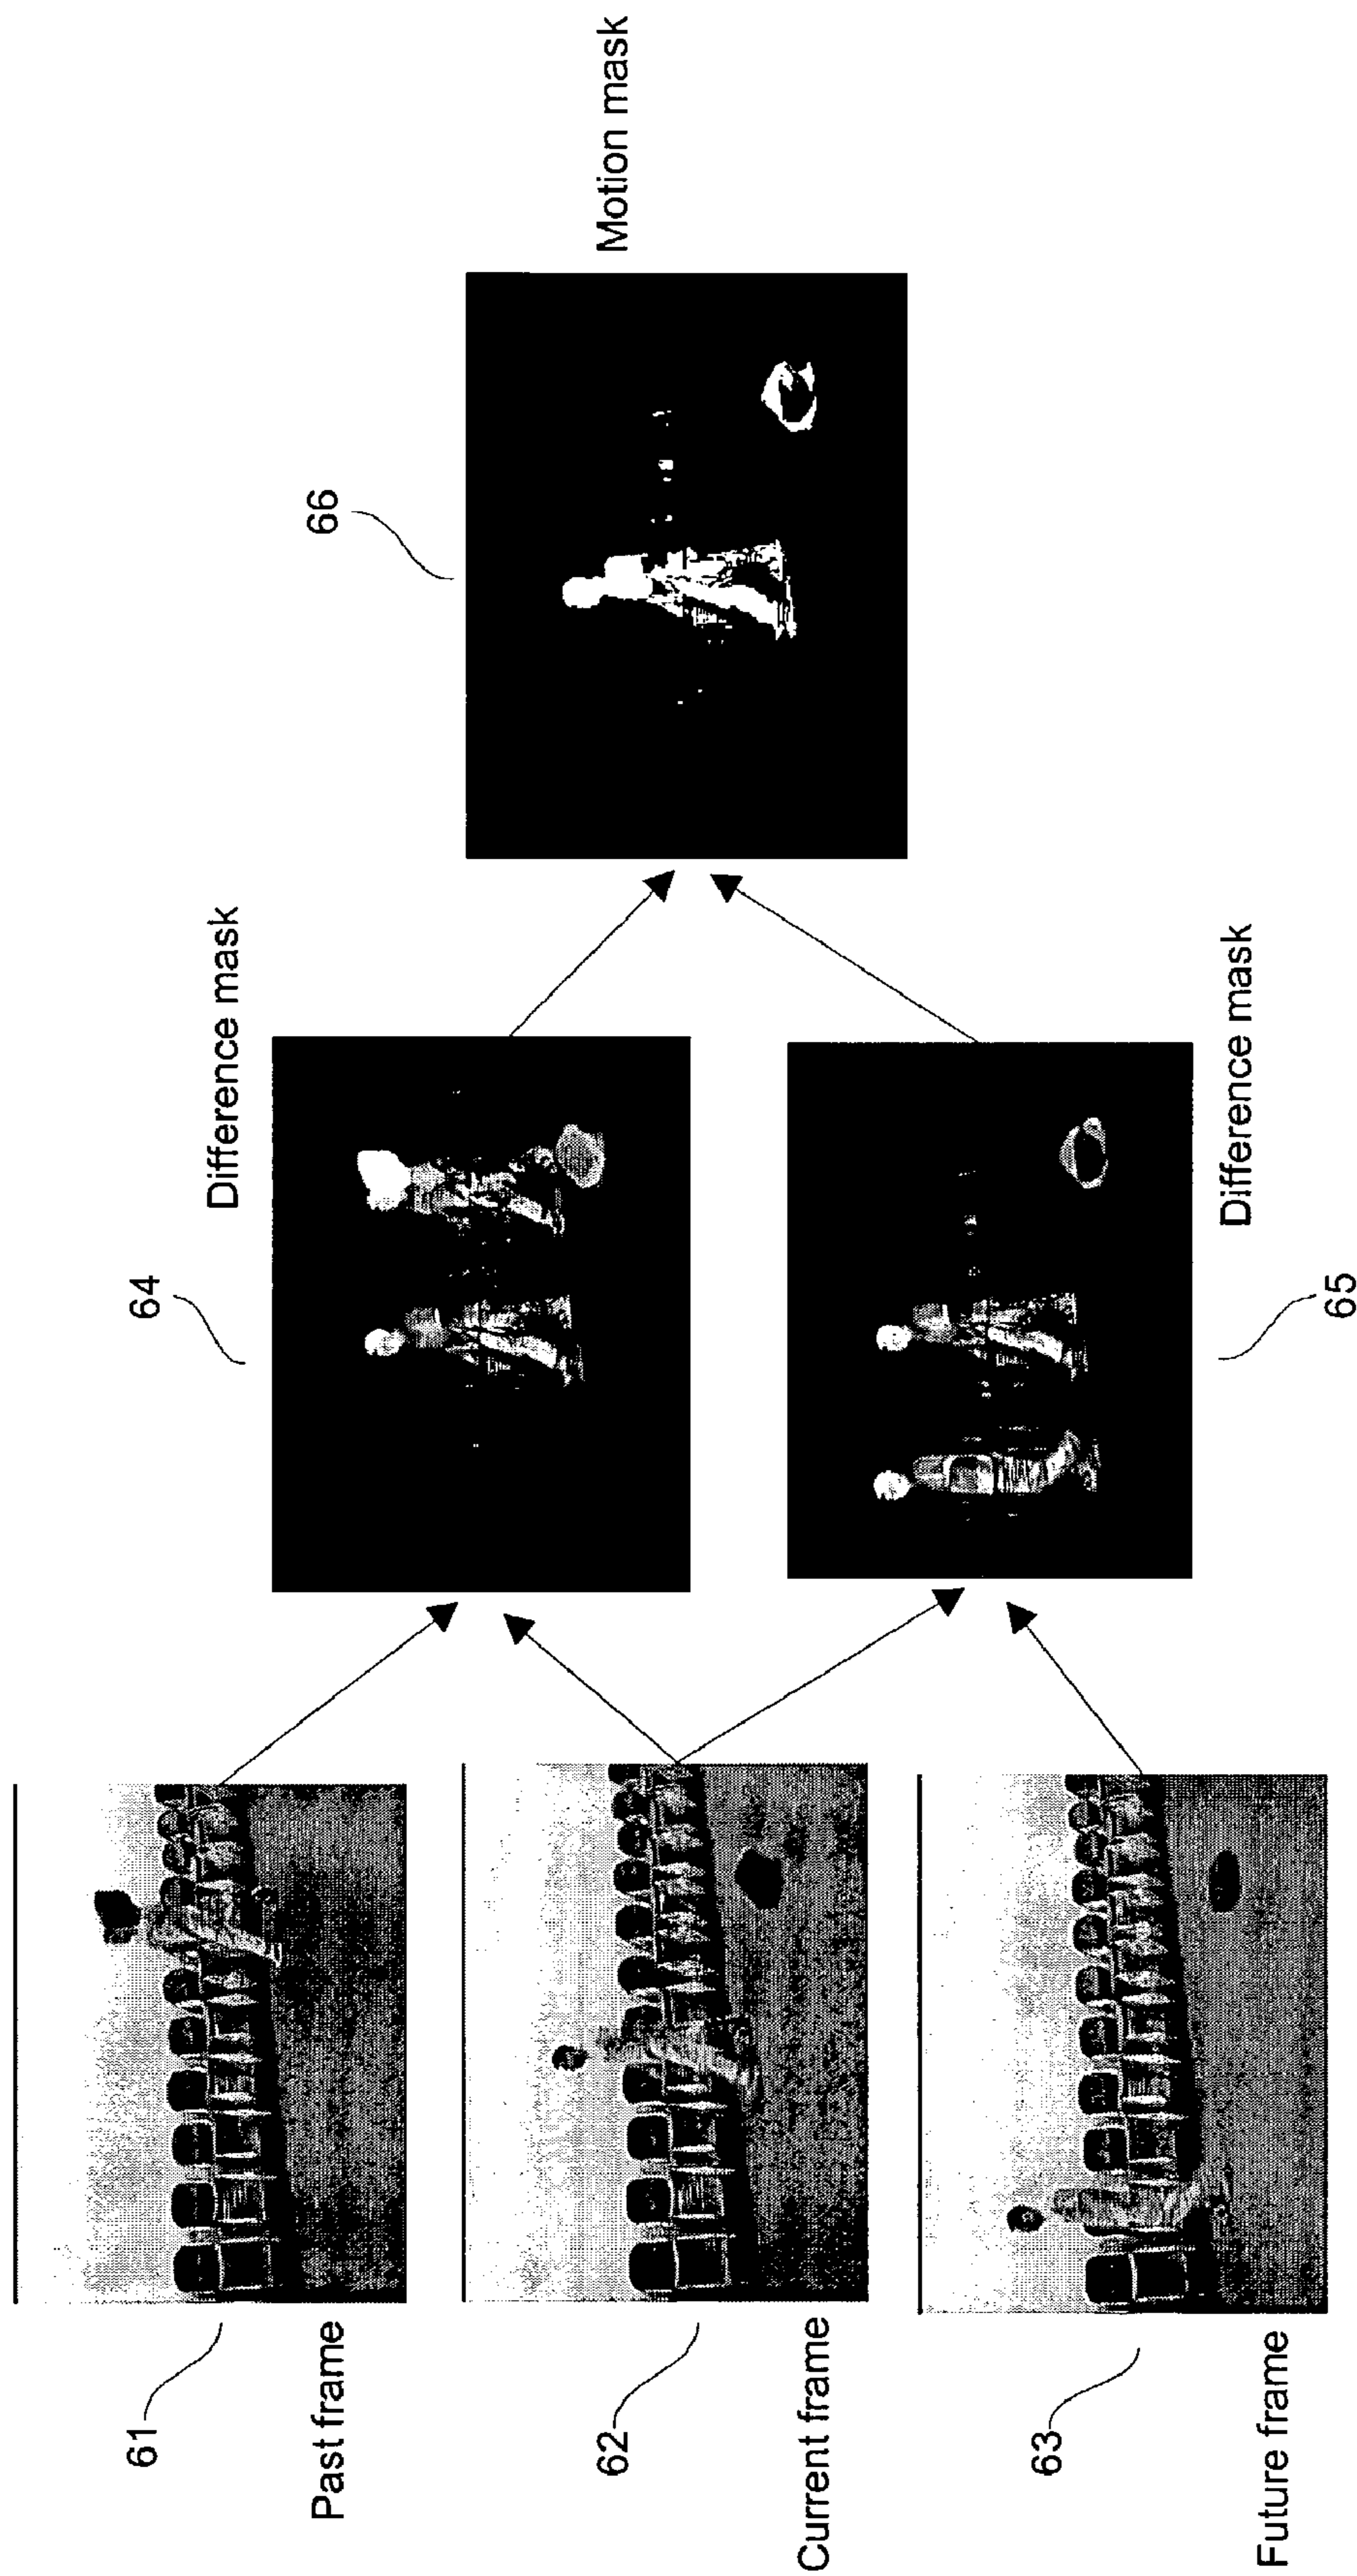 61
Past frame
62
Current frame
63
Future frame
64
Difference mask
65
Difference mask
66
Motion mask